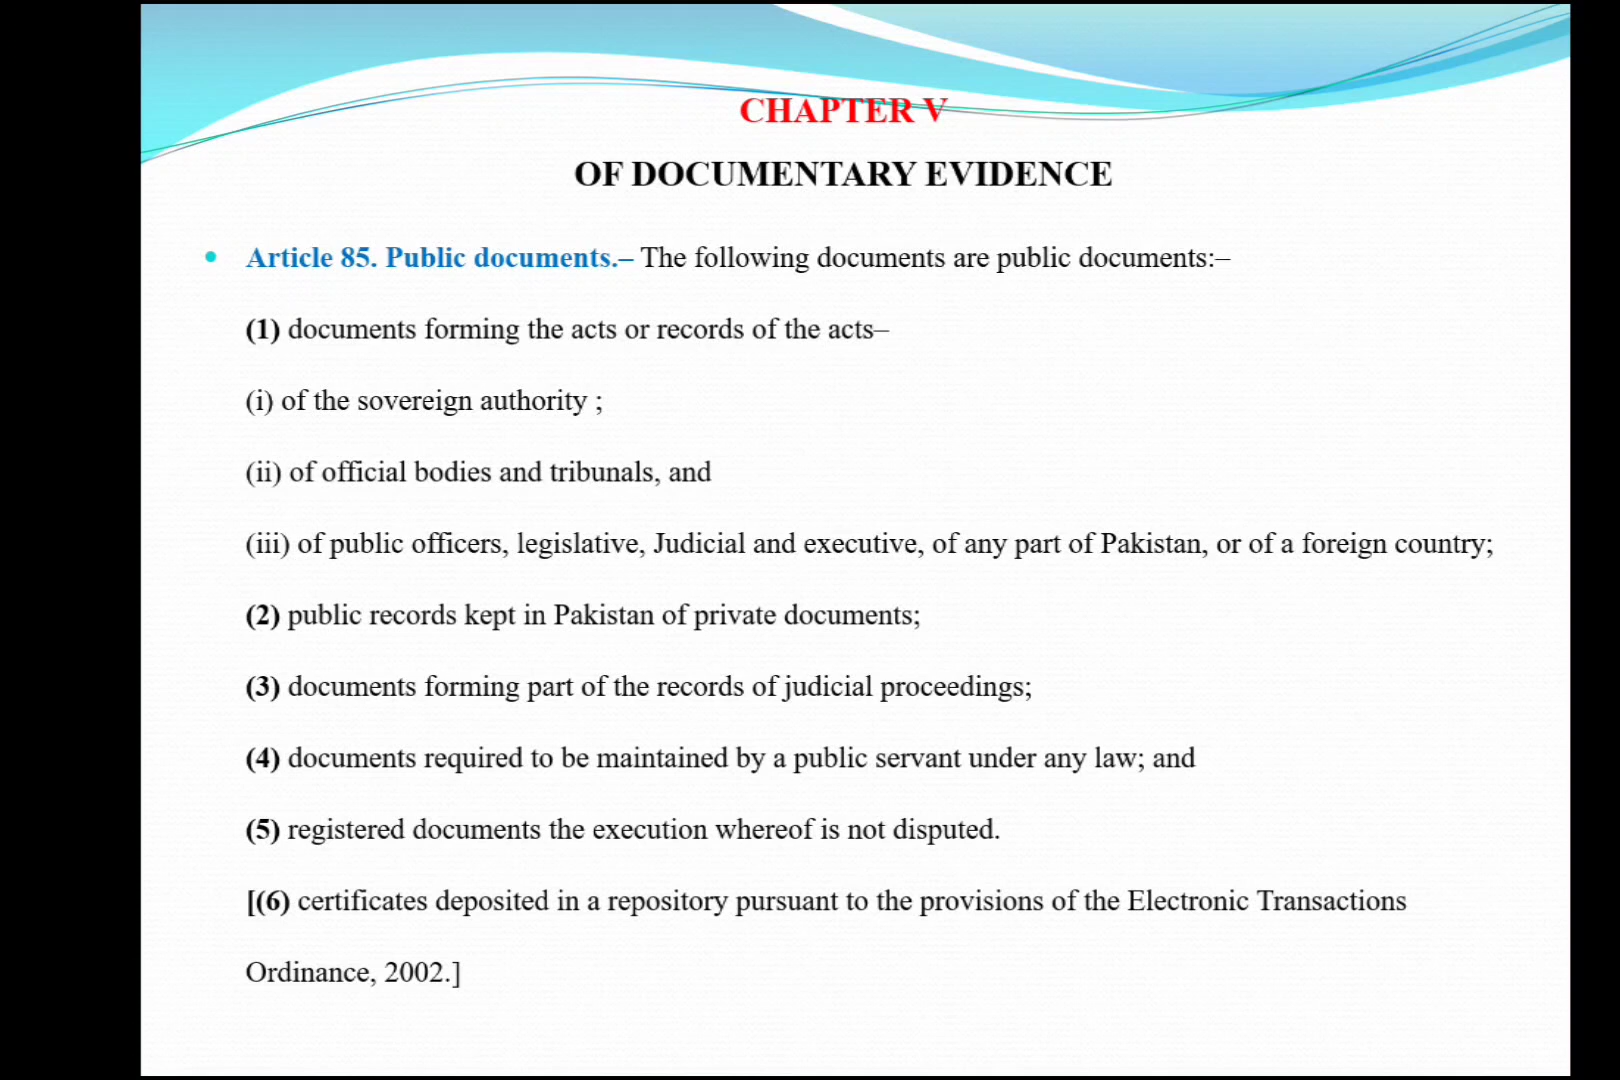 CHAPTER V
OF DOCUMENTARY EVIDENCE
• Article 85. Public documents.– The following documents are public documents:–
(1) documents forming the acts or records of the acts–
(i) of the sovereign authority ;
(ii) of official bodies and tribunals, and
(iii) of public officers, legislative, Judicial and executive, of any part of Pakistan, or of a foreign country;
(2) public records kept in Pakistan of private documents;
(3) documents forming part of the records of judicial proceedings;
(4) documents required to be maintained by a public servant under any law; and
(5) registered documents the execution whereof is not disputed.
[(6) certificates deposited in a repository pursuant to the provisions of the Electronic Transactions
Ordinance, 2002.]